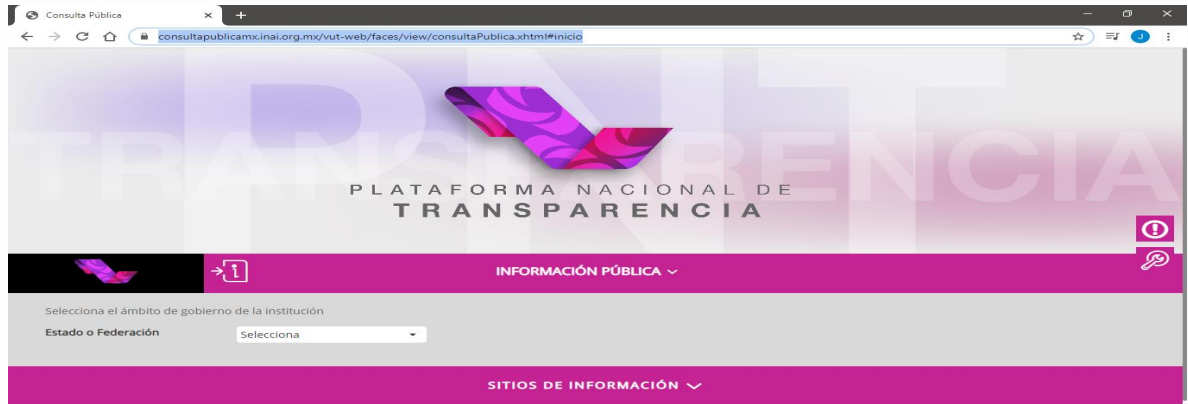 Consulta Pública
consultapublicamx.inai.org.mx/vut-web/faces/view/consultaPublica.xhtml#inicio
J
PNT
TRANSPARENCIA
PLATAFORMA NACIONAL DE
TRANSPARENCIA
INFORMACIÓN PÚBLICA
Selecciona el ámbito de gobierno de la institución
Estado o Federación Selecciona
SITIOS DE INFORMACIÓN